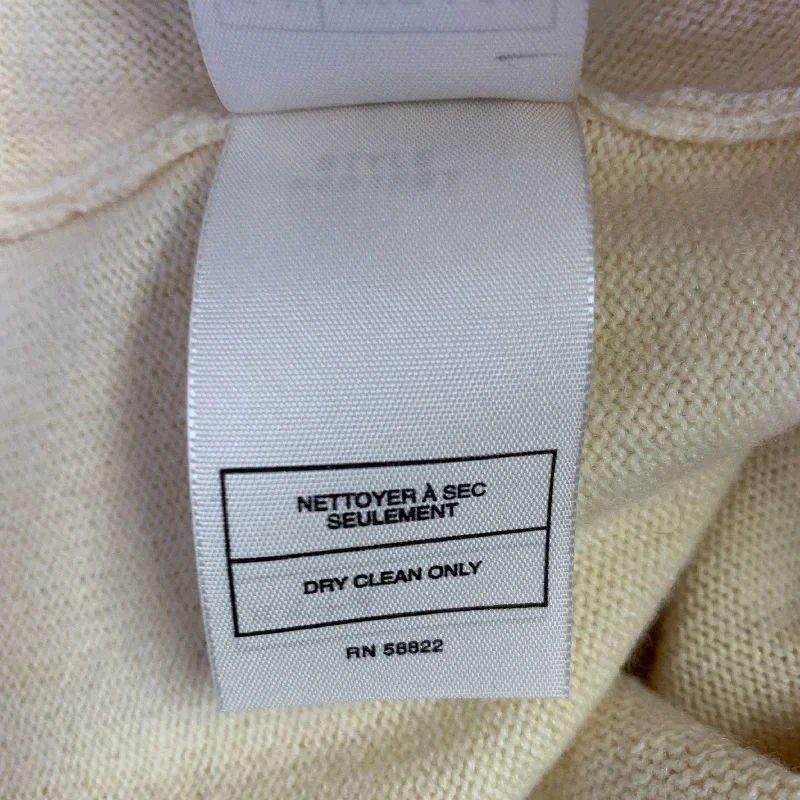 NETTOYER À SEC
SEULEMENT
DRY CLEAN ONLY
RN 58822